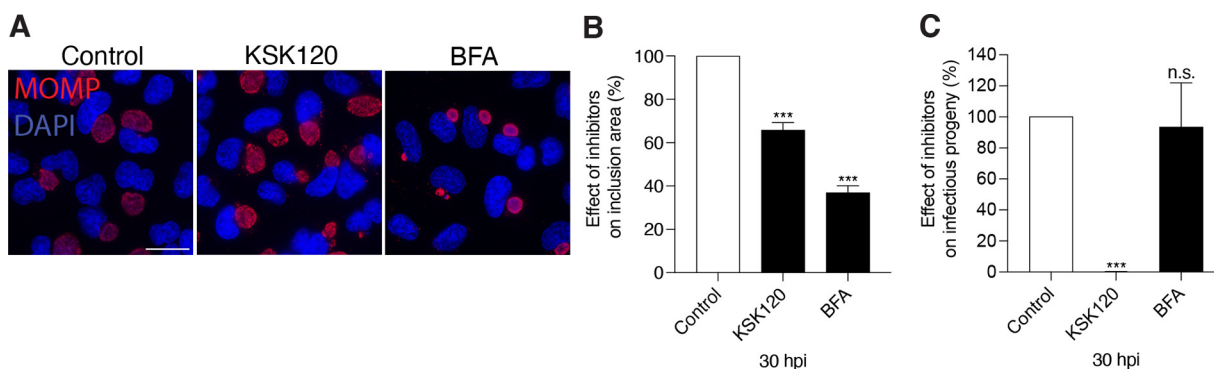 A
Control
KSK120
BFA
MOMP
DAPI
B
Effect of inhibitors
on inclusion area (%)
100
80
60
40
20
0
***
***
Control
KSK120
BFA
30 hpi
C
Effect of inhibitors
on infectious progeny (%)
140
120
100
80
60
40
20
0
***
n.s.
Control
KSK120
BFA
30 hpi